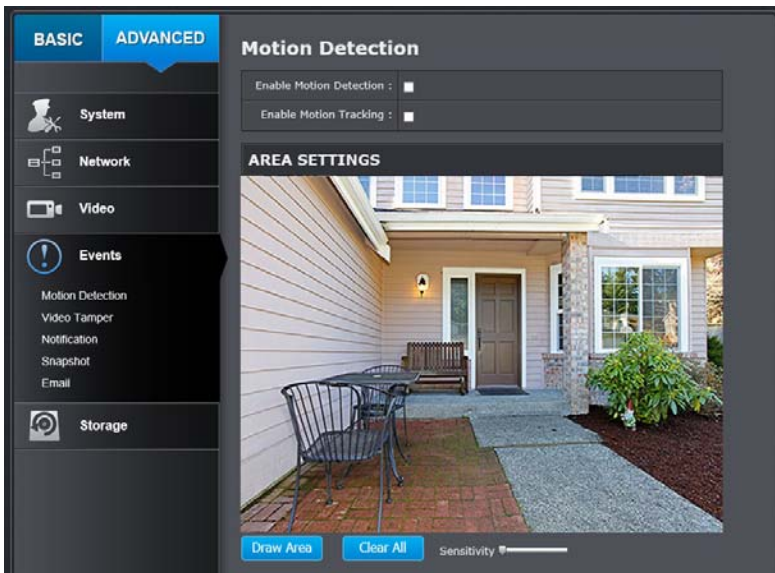 BASIC
ADVANCED
System
Network
Video
Events
Motion Detection
Video Tamper
Notification
Snapshot
Email
Storage
Motion Detection
Enable Motion Detection :
Enable Motion Tracking :
AREA SETTINGS
Draw Area
Clear All
Sensitivity